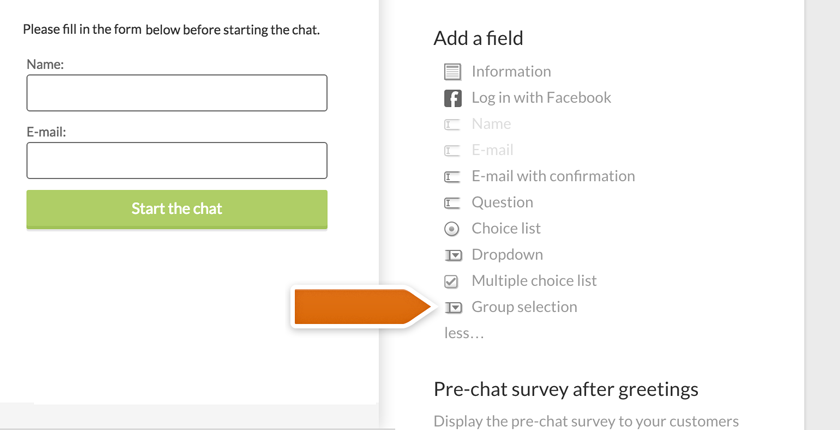 Please fill in the form below before starting the chat.
Name:
E-mail:
Start the chat
Add a field
Information
Log in with Facebook
Name
E-mail
E-mail with confirmation
Question
Choice list
Dropdown
Multiple choice list
Group selection
less...
Pre-chat survey after greetings
Display the pre-chat survey to your customers